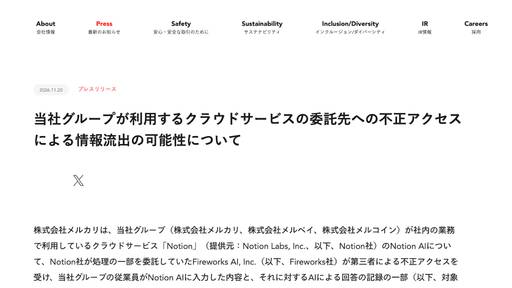 About
会社情報
Press
最新のお知らせ
Safety
安心・安全な取引のために
Sustainability
サステナビリティ
Inclusion/Diversity
インクルージョン/ダイバーシティ
IR
IR情報
Careers
採用
プレスリリース
当社グループが利用するクラウドサービスの委託先への不正アクセス
による情報流出の可能性について
株式会社メルカリは、当社グループ(株式会社メルカリ、株式会社メルペイ、株式会社メルコイン)が社内の業務
で利用しているクラウドサービス「Notion」(提供元:Notion Labs, Inc.、以下、Notion社)のNotion AIについ
て、Notion社が処理の一部を委託していたFireworks AI, Inc.(以下、Fireworks社)が第三者による不正アクセスを
受け、当社グループの従業員がNotion AIに入力した内容と、それに対するAIによる回答の記録の一部(以下、対象